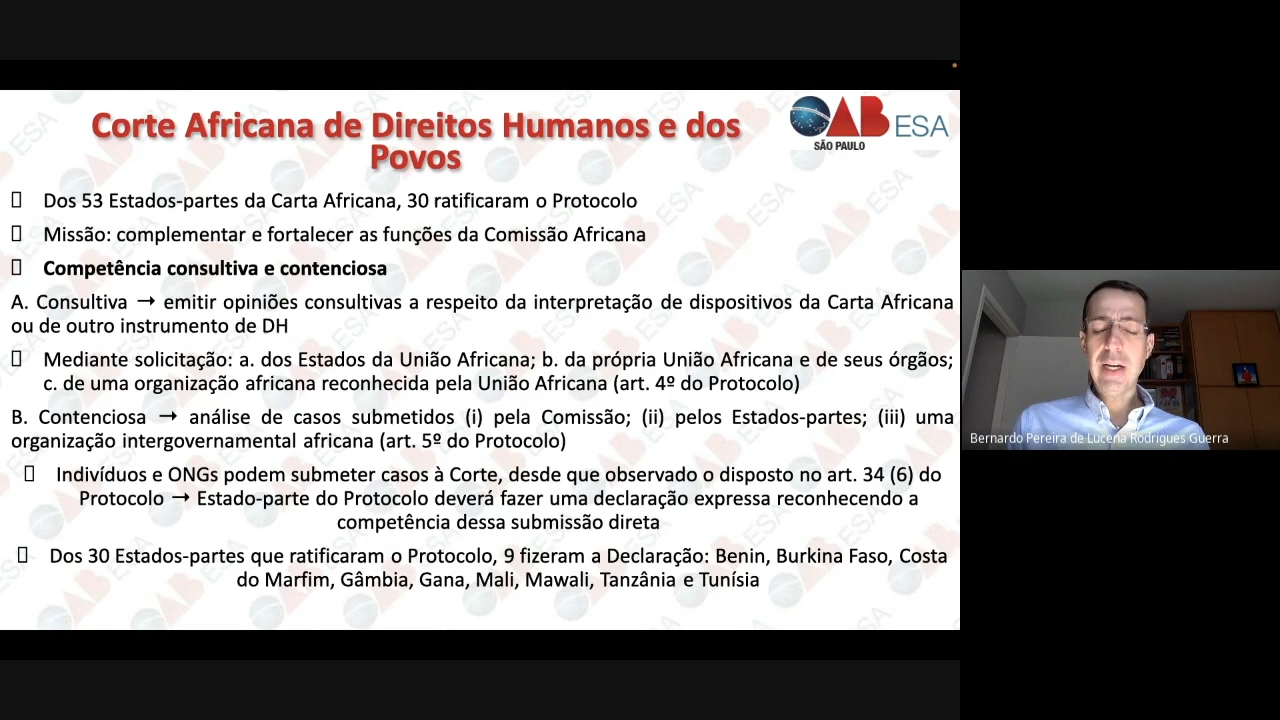 Corte Africana de Direitos Humanos e dos
Povos
OAB ESA
SÃO PAULO
Dos 53 Estados-partes da Carta Africana, 30 ratificaram o Protocolo
Missão: complementar e fortalecer as funções da Comissão Africana
Competência consultiva e contenciosa
A. Consultiva → emitir opiniões consultivas a respeito da interpretação de dispositivos da Carta Africana
ou de outro instrumento de DH
Mediante solicitação: a. dos Estados da União Africana; b. da própria União Africana e de seus órgãos;
c. de uma organização africana reconhecida pela União Africana (art. 4º do Protocolo)
B. Contenciosa → análise de casos submetidos (i) pela Comissão; (ii) pelos Estados-partes; (iii) uma
organização intergovernamental africana (art. 5º do Protocolo)
Indivíduos e ONGs podem submeter casos à Corte, desde que observado o disposto no art. 34 (6) do
Protocolo → Estado-parte do Protocolo deverá fazer uma declaração expressa reconhecendo a
competência dessa submissão direta
Dos 30 Estados-partes que ratificaram o Protocolo, 9 fizeram a Declaração: Benin, Burkina Faso, Costa
do Marfim, Gâmbia, Gana, Mali, Mawali, Tanzânia e Tunísia
Bernardo Pereira de Lucena Rodrigues Guerra